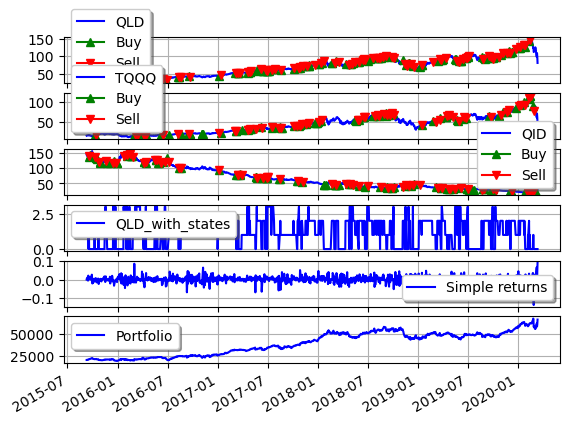 QLD
Buy
Sell
150
100
50
TQQQ
Buy
Sell
100
50
QID
Buy
Sell
150
100
50
QLD_with_states
2.5
0.0
Simple returns
0.1
0.0
−0.1
Portfolio
50000
25000
2015-07
2016-01
2016-07
2017-01
2017-07
2018-01
2018-07
2019-01
2019-07
2020-01